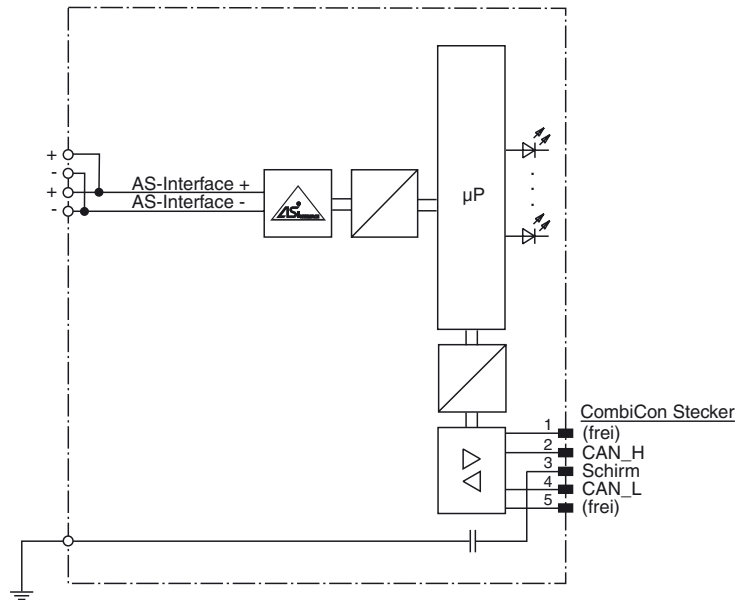 +
-
+
-
AS-Interface +
AS-Interface -
µP
CombiCon Stecker
1 (frei)
2 CAN_H
3 Schirm
4 CAN_L
5 (frei)